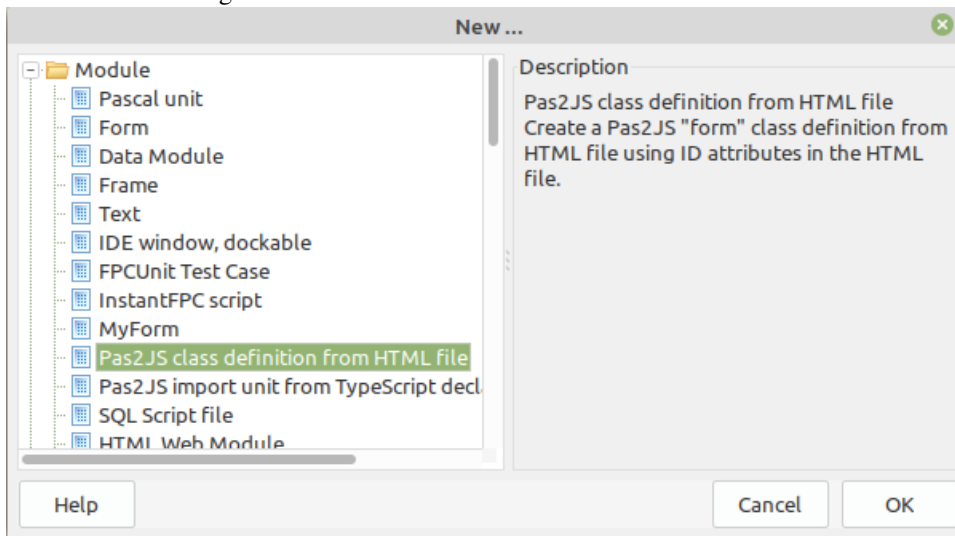 New ...
Module
Pascal unit
Form
Data Module
Frame
Text
IDE window, dockable
FPCUnit Test Case
InstantFPC script
MyForm
Pas2JS class definition from HTML file
Pas2JS import unit from TypeScript decl
SQL Script file
HTML Web Module
Description
Pas2JS class definition from HTML file
Create a Pas2JS "form" class definition from
HTML file using ID attributes in the HTML
file.
Help
Cancel
OK